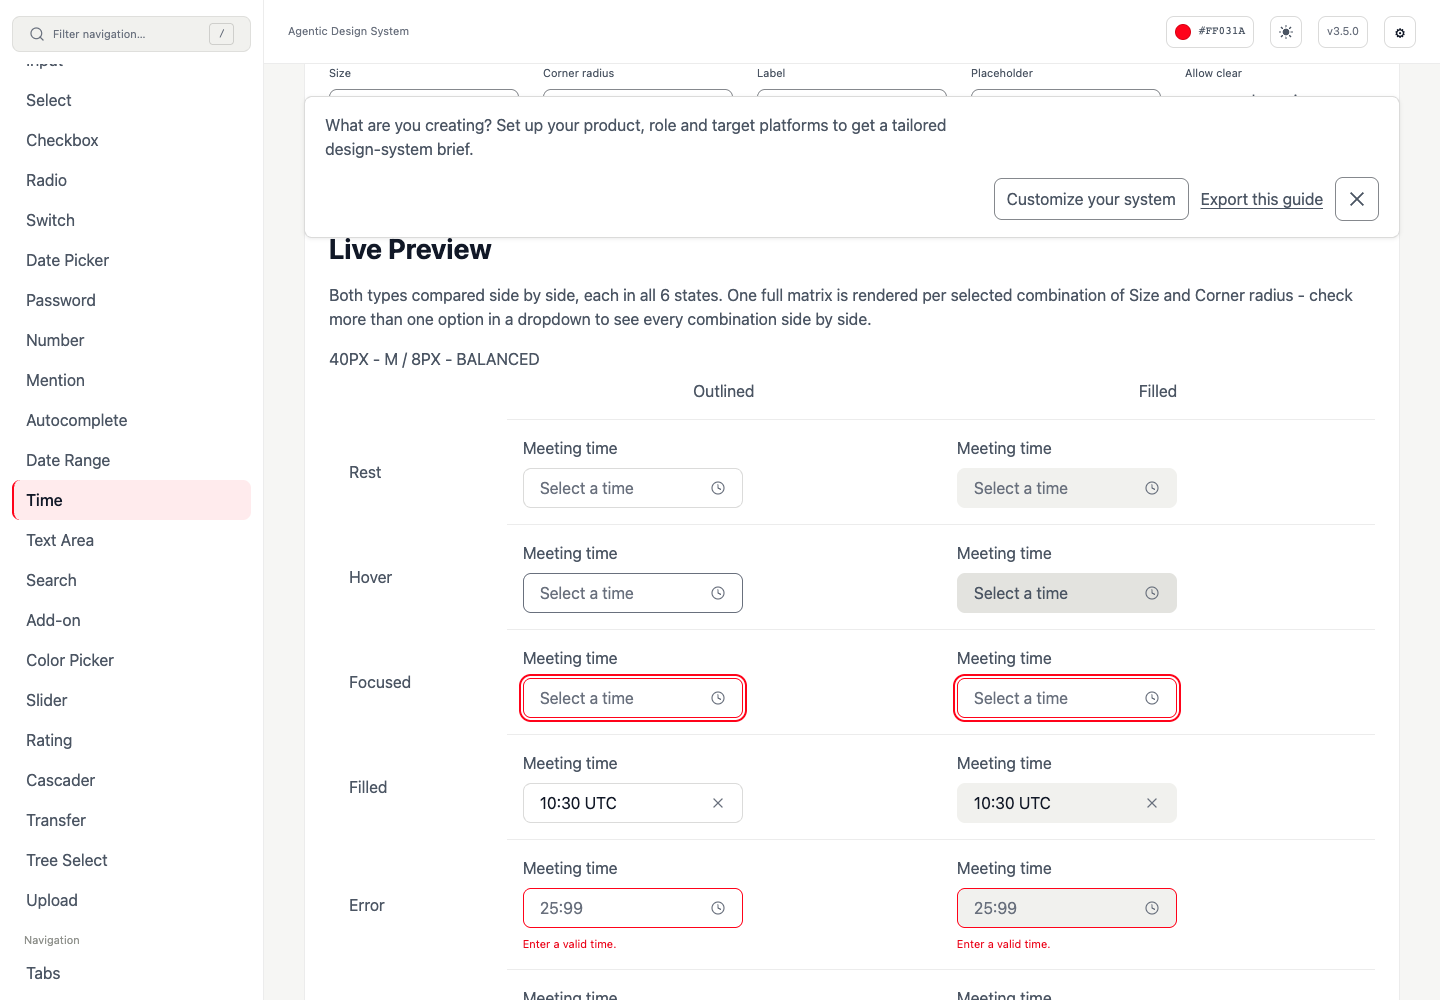 Filter navigation...
/
Agentic Design System
#FF031A
v3.5.0
Input
Select
Checkbox
Radio
Switch
Date Picker
Password
Number
Mention
Autocomplete
Date Range
Time
Text Area
Search
Add-on
Color Picker
Slider
Rating
Cascader
Transfer
Tree Select
Upload
Navigation
Tabs
Size
Corner radius
Label
Placeholder
Allow clear
What are you creating? Set up your product, role and target platforms to get a tailored
design-system brief.
Customize your system
Export this guide
Live Preview
Both types compared side by side, each in all 6 states. One full matrix is rendered per selected combination of Size and Corner radius - check
more than one option in a dropdown to see every combination side by side.
40PX - M / 8PX - BALANCED
Outlined
Filled
Rest
Meeting time
Select a time
Meeting time
Select a time
Hover
Meeting time
Select a time
Meeting time
Select a time
Focused
Meeting time
Select a time
Meeting time
Select a time
Filled
Meeting time
10:30 UTC
Meeting time
10:30 UTC
Error
Meeting time
25:99
Enter a valid time.
Meeting time
25:99
Enter a valid time.
Meeting time
Meeting time